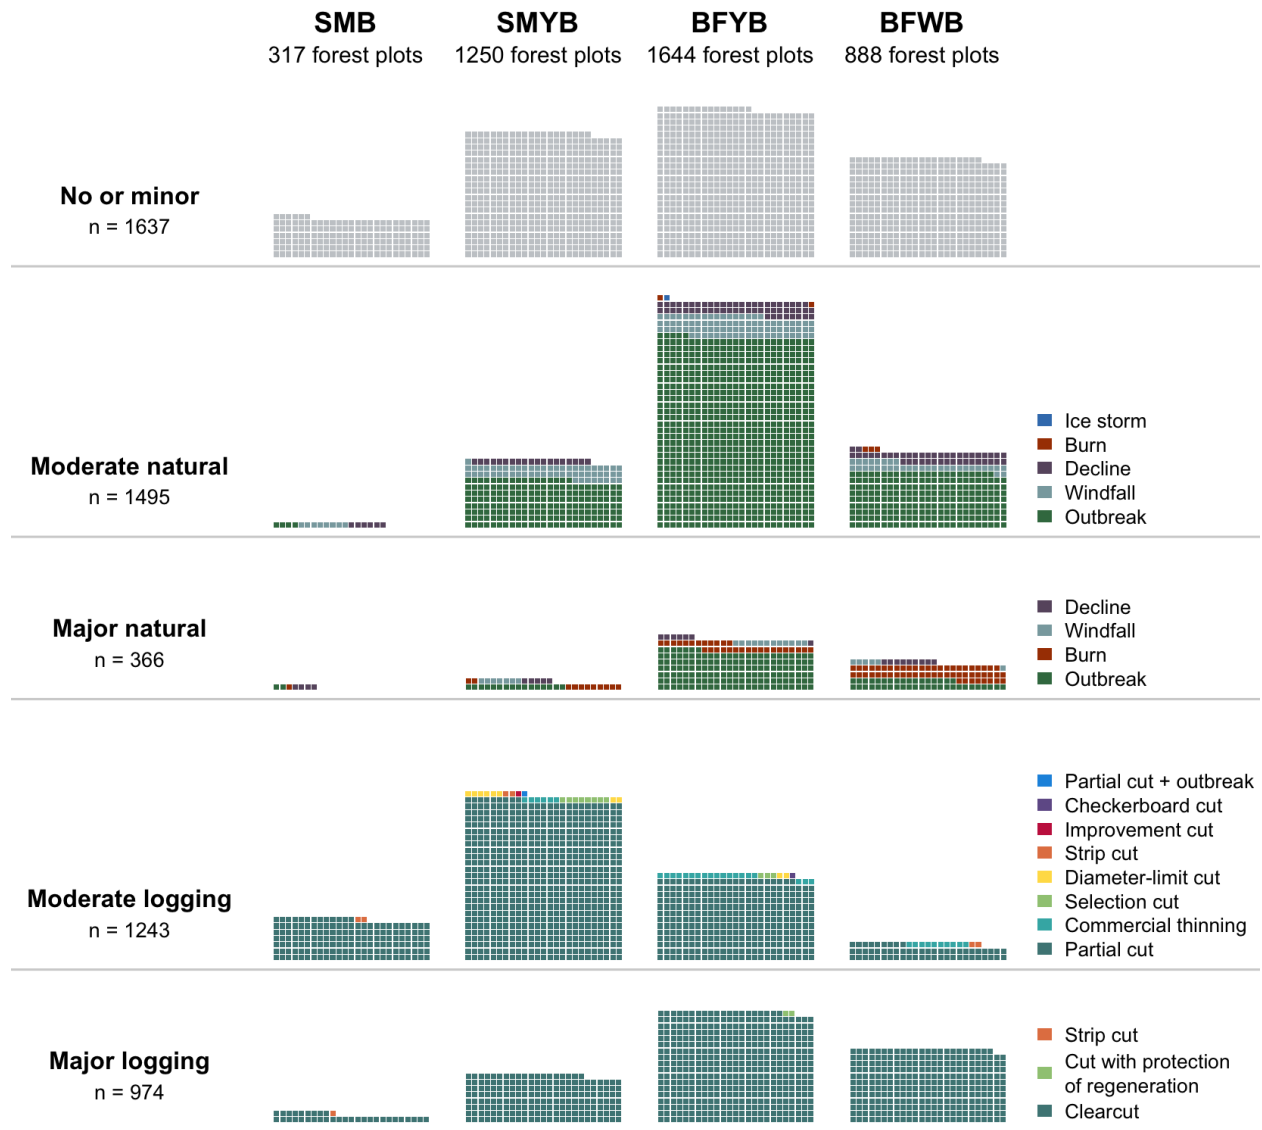 SMB
317 forest plots
SMYB
1250 forest plots
BFYB
1644 forest plots
BFWB
888 forest plots
No or minor
n = 1637
Moderate natural
n = 1495
Ice storm
Burn
Decline
Windfall
Outbreak
Major natural
n = 366
Decline
Windfall
Burn
Outbreak
Moderate logging
n = 1243
Partial cut + outbreak
Checkerboard cut
Improvement cut
Strip cut
Diameter-limit cut
Selection cut
Commercial thinning
Partial cut
Major logging
n = 974
Strip cut
Cut with protection
of regeneration
Clearcut